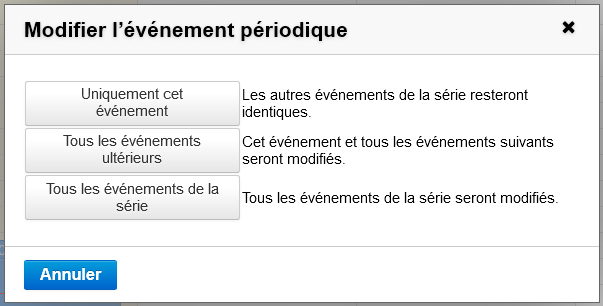 Modifier l’événement périodique
Uniquement cet
événement
Les autres événements de la série resteront
identiques.
Tous les événements
ultérieurs
Cet événement et tous les événements suivants
seront modifiés.
Tous les événements de la
série
Tous les événements de la série seront modifiés.
Annuler